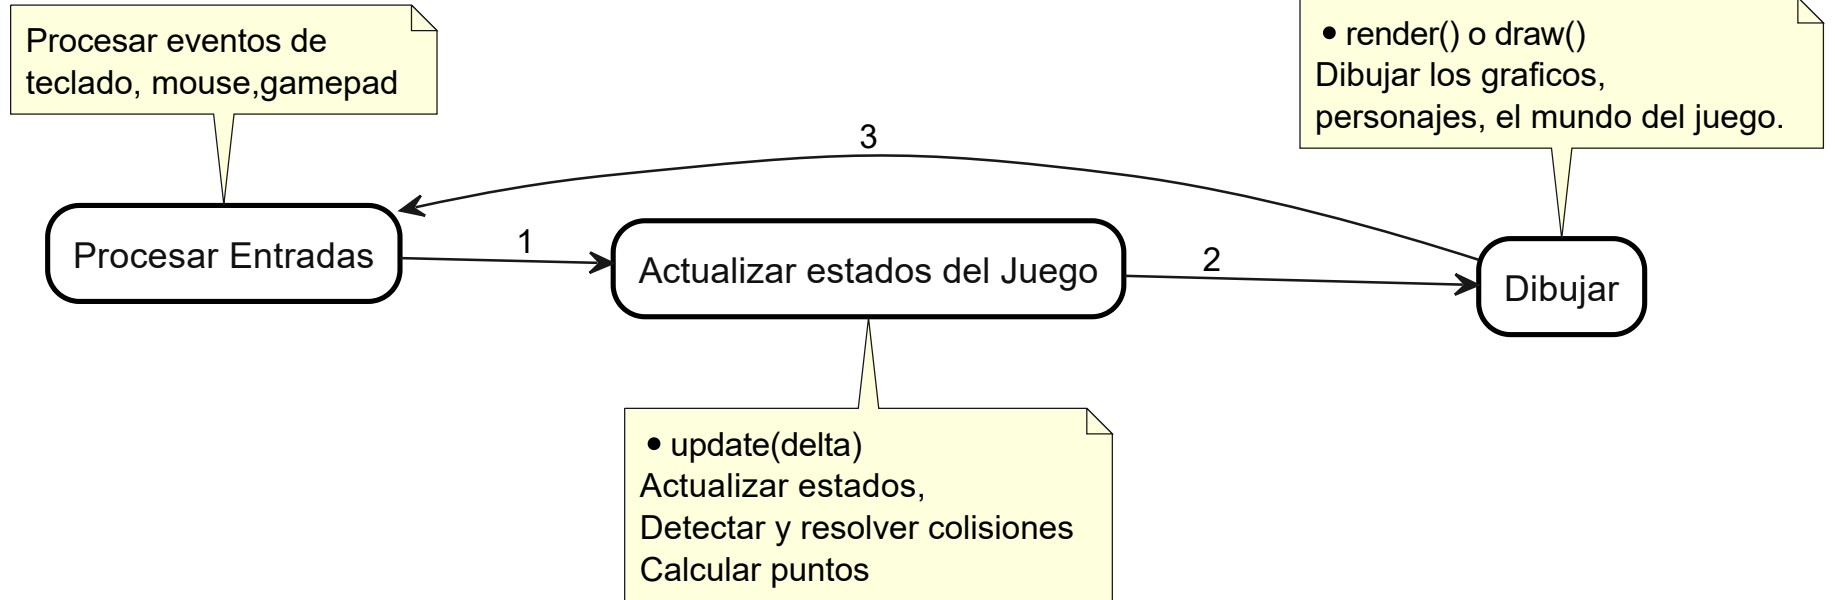 Procesar eventos de
teclado, mouse,gamepad
• render() o draw()
Dibujar los graficos,
personajes, el mundo del juego.
3
Procesar Entradas
1
Actualizar estados del Juego
2
Dibujar
• update(delta)
Actualizar estados,
Detectar y resolver colisiones
Calcular puntos